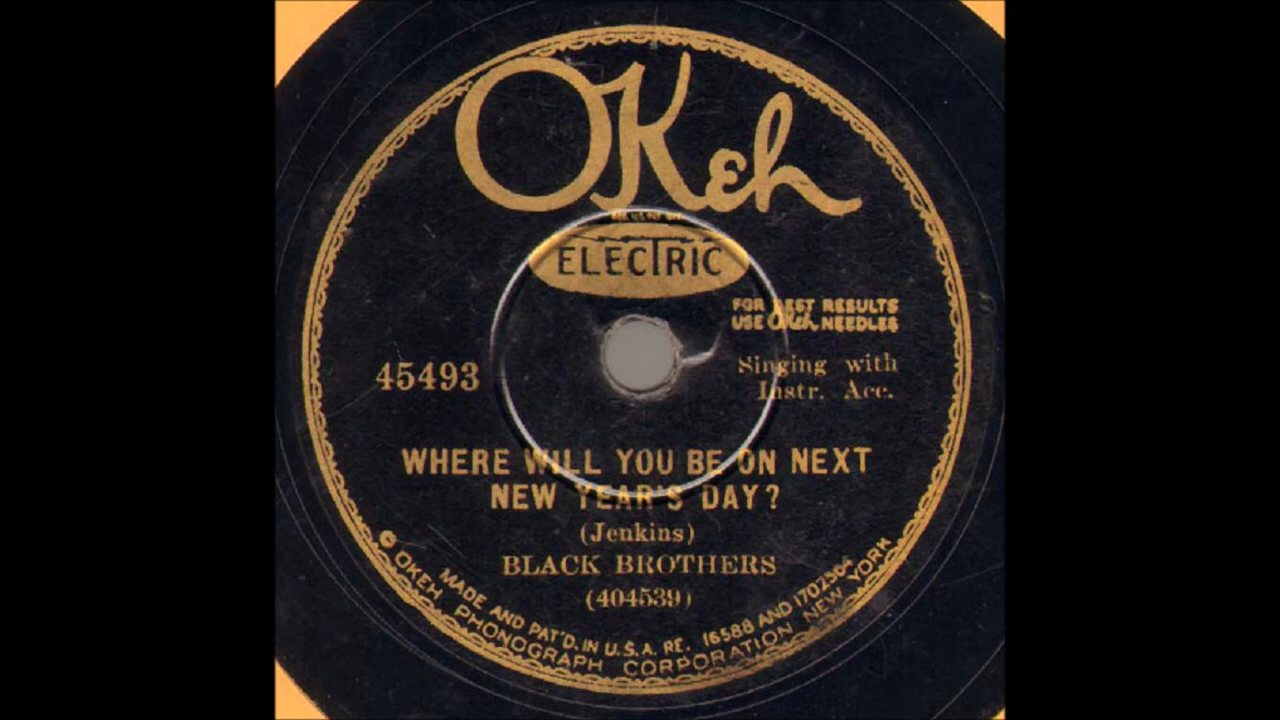 OKeh
ELECTRIC
FOR BEST RESULTS
USE OKeh NEEDLES
Singing with
Instr. Acc.
45493
WHERE WILL YOU BE ON NEXT
NEW YEAR'S DAY?
(Jenkins)
BLACK BROTHERS
(404539)
MADE AND PAT'D. IN U.S.A. RE. 16588 AND 1702564
OKEH PHONOGRAPH CORPORATION NEW YORK